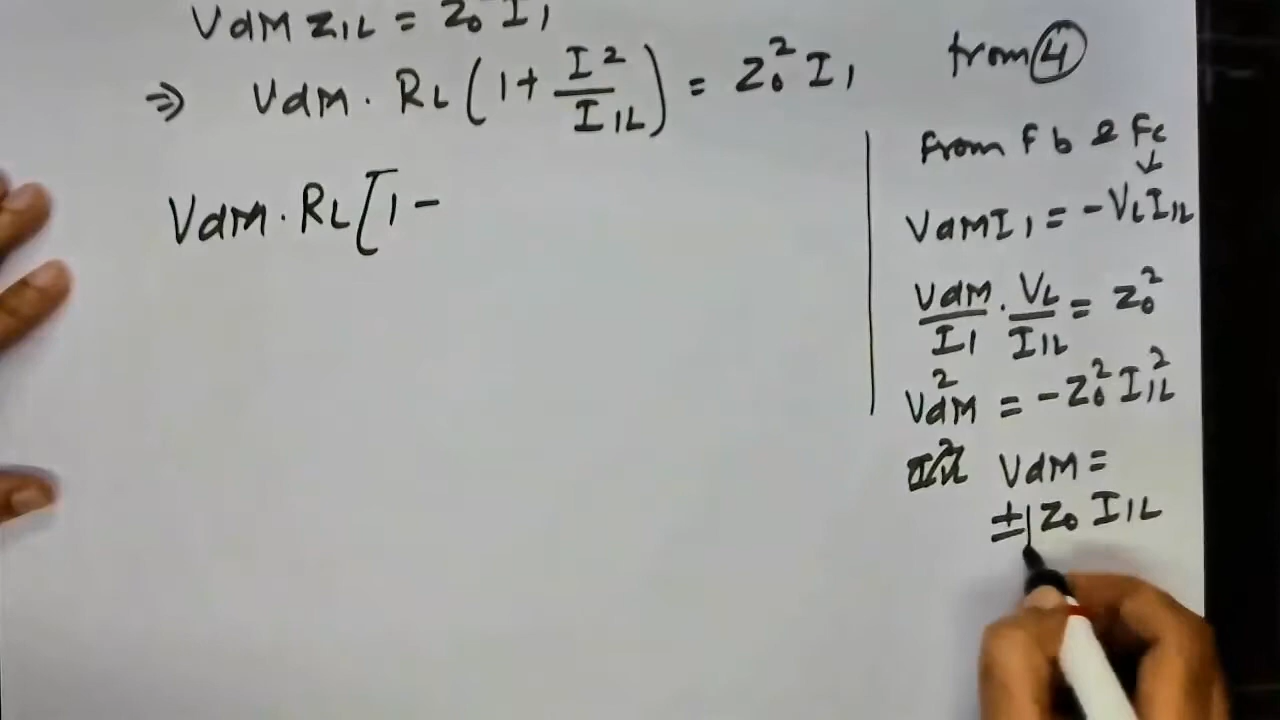 VdM Z1L = Z0 I1
⇒ VdM · RL (1 + I2/I1L) = Z0² I1 from ④
VdM · RL [1 -
From Fb & Fc
↓
VdM I1 = -VL I1L
VdM/I1 · VL/I1L = Z0²
VdM² = -Z0² I1L²
VdM =
± Z0 I1L